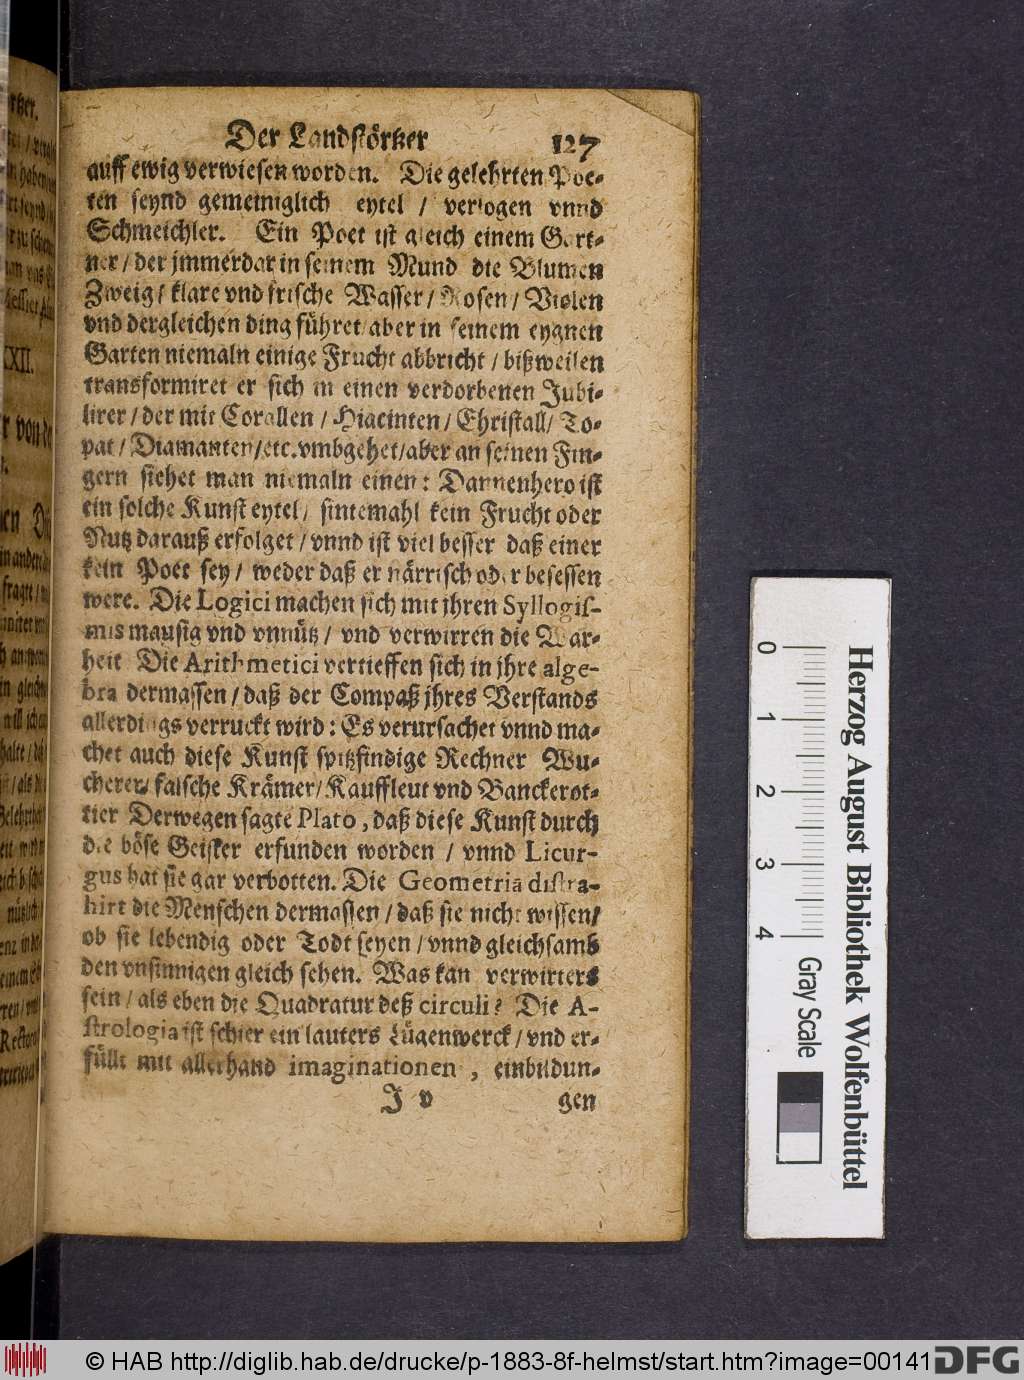 Der Landstörtzer 127
auff ewig verwiesen worden. Die gelehrten Poe-
ten seynd gemeiniglich eytel / verlogen vnnd
Schmeichler. Ein Poet ist gleich einem Gart-
ner / der jmmerdar in seinem Mund die Blumen
Zweig / klare vnd frische Wasser / Rosen / Violen
vnd dergleichen ding führet / aber in seinem eygnen
Garten niemaln einige Frucht abbricht / bißweilen
transformiret er sich in einen verdorbenen Jubi-
lirer / der mit Corallen / Hiacinten / Christall / To-
pat / Diamanten / etc. vmbgehet / aber an seinen Fin-
gern siehet man niemaln einen : Dannenhero ist
ein solche Kunst eytel / sintemahl kein Frucht oder
Nutz darauß erfolget / vnnd ist viel besser daß einer
kein Poet sey / weder daß er närrisch oder besessen
were. Die Logici machen sich mit jhren Syllogis-
mis mausig vnd vnnütz / vnd verwirren die War-
heit Die Arithmetici vertieffen sich in jhre alge-
bra dermassen / daß der Compaß jhres Verstands
allerdings verruckt wird : Es verursachet vnnd ma-
chet auch diese Kunst spitzfindige Rechner Wu-
cherer / falsche Krämer / Kauffleut vnd Banckerot-
tier Derwegen sagte Plato, daß diese Kunst durch
die böse Geister erfunden worden / vnnd Licur-
gus hat sie gar verbotten. Die Geometria distra-
hirt die Menschen dermassen / daß sie nicht wissen /
ob sie lebendig oder Todt seyen / vnnd gleichsamb
den vnsinnigen gleich sehen. Was kan verwirters
sein / als eben die Quadratur deß circuli ? Die A-
strologia ist schier ein lauters Lügenwerck / vnd er-
füllt mit allerhand imaginationen , einbildun-
J v gen
0 1 2 3 4 Gray Scale
Herzog August Bibliothek Wolfenbüttel
© HAB http://diglib.hab.de/drucke/p-1883-8f-helmst/start.htm?image=00141
DFG